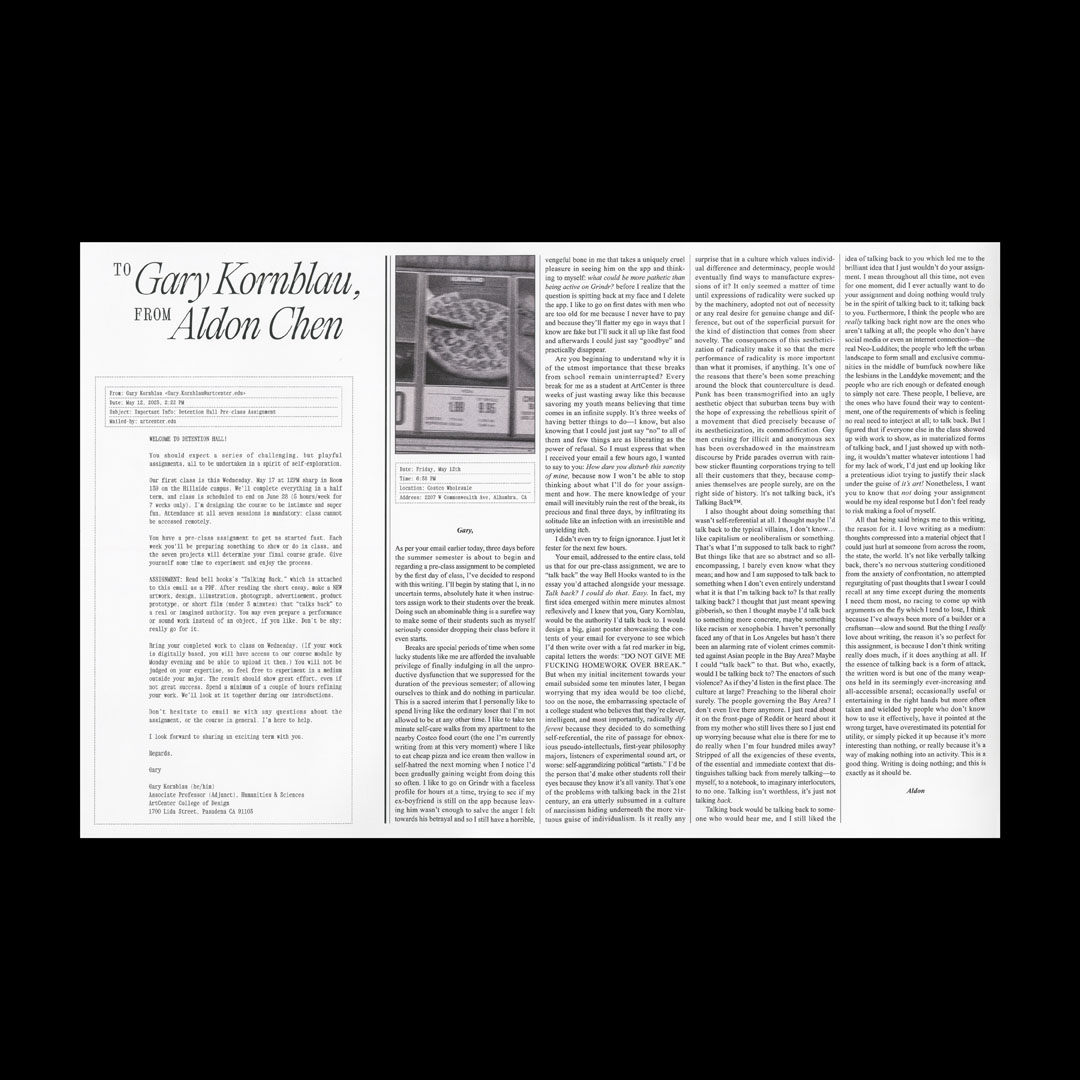 TO Gary Kornblau,
FROM Aldon Chen
From: Gary Kornblau <Gary.Kornblau@artcenter.edu>
Date: May 12, 2023, 2:23 PM
Subject: Important Info: Detention Hall Pre-class Assignment
Mailed-by: artcenter.edu
WELCOME TO DETENTION HALL!
You should expect a series of challenging, but playful
assignments, all to be undertaken in a spirit of self-exploration.
Our first class is this Wednesday, May 17 at 12PM sharp in Room
on the Hillside campus. We'll complete everything in a half
term, and class is scheduled to end on June 28 (5 hours/week for
7 weeks only). I'm designing the course to be intimate and super
fun. Attendance at all seven sessions is mandatory: class cannot
be accessed remotely.
You have a pre-class assignment to get us started fast. Each
week you'll be preparing something to show or do in class, and
the seven projects will determine your final course grade. Give
yourself some time to experiment and enjoy the process.
ASSIGNMENT: Read bell hooks's "Talking Back," which is attached
to this email as a PDF. After reading the short essay, make a NEW
artwork, design, illustration, photograph, advertisement, product
prototype, or short film (under 3 minutes) that "talks back" to
a real or imagined authority. You may even prepare a performance
or sound work instead of an object, if you like. Don't be shy;
really go for it.
Bring your completed work to class on Wednesday. (If your work
is digitally based, you will have access to our course module by
Monday evening and be able to upload it then.) You will not be
judged on your expertise, so feel free to experiment in a medium
outside your major. The result should show great effort, even if
not great success. Spend a minimum of a couple of hours refining
your work. We'll look at it together during our introductions.
Don't hesitate to email me with any questions about the
assignment, or the course in general. I'm here to help.
I look forward to sharing an exciting term with you.
Regards,
Gary
Gary Kornblau (he/him)
Associate Professor (Adjunct), Humanities & Sciences
ArtCenter College of Design
1700 Lida Street, Pasadena CA 91103
Date: Friday, May 12th
Time: 6:59 PM
Location: Costco Wholesale
Address: 2207 W Commonwealth Ave, Alhambra, CA
Gary,
As per your email earlier today, three days before
the summer semester is about to begin and
regarding a pre-class assignment to be completed
by the first day of class, I've decided to respond
with this writing. I'll begin by stating that I, in no
uncertain terms, absolutely hate it when instruc-
tors assign work to their students over the break.
Doing such an abominable thing is a surefire way
to make some of their students such as myself
seriously consider dropping their class before it
even starts.
Breaks are special periods of time when some
lucky students like me are afforded the invaluable
privilege of finally indulging in all the unpro-
ductive dysfunction that we suppressed for the
duration of the previous semester; of allowing
ourselves to think and do nothing in particular.
This is a sacred interim that I personally like to
spend living like the ordinary loser that I'm not
allowed to be at any other time. I like to take ten
minute self-care walks from my apartment to the
nearby Costco food court (the one I'm currently
writing from at this very moment) where I like
to eat cheap pizza and ice cream then wallow in
self-hatred the next morning when I notice I'd
been gradually gaining weight from doing this
so often. I like to go on Grindr with a faceless
profile for hours at a time, trying to see if my
ex-boyfriend is still on the app because leav-
ing him wasn't enough to salve the anger I felt
towards his betrayal and so I still have a horrible,
vengeful bone in me that takes a uniquely cruel
pleasure in seeing him on the app and think-
ing to myself: what could be more pathetic than
being active on Grindr? before I realize that the
question is spitting back at my face and I delete
the app. I like to go on first dates with men who
are too old for me because I never have to pay
and because they'll flatter my ego in ways that I
know are fake but I'll suck it all up like fast food
and afterwards I could just say "goodbye" and
practically disappear.
Are you beginning to understand why it is
of the utmost importance that these breaks
from school remain uninterrupted? Every
break for me as a student at ArtCenter is three
weeks of just wasting away like this because
savoring my youth means believing that time
comes in an infinite supply. It's three weeks of
having better things to do—I know, but also
knowing that I could just say "no" to all of
them and few things are as liberating as the
power of refusal. So I must express that when
I received your email a few hours ago, I wanted
to say to you: How dare you disturb this sanctity
of mine, because now I won't be able to stop
thinking about what I'll do for your assign-
ment and how. The mere knowledge of your
email will inevitably ruin the rest of the break, its
precious and final three days, by infiltrating its
solitude like an infection with an irresistible and
unyielding itch.
I didn't even try to feign ignorance. I just let it
fester for the next few hours.
Your email, addressed to the entire class, told
us that for our pre-class assignment, we are to
"talk back" the way Bell Hooks wanted to in the
essay you'd attached alongside your message.
Talk back? I could do that. Easy. In fact, my
first idea emerged within mere minutes almost
reflexively and I knew that you, Gary Kornblau,
would be the authority I'd talk back to. I would
design a big, giant poster showcasing the con-
tents of your email for everyone to see which
I'd then write over with a fat red marker in big,
capital letters the words: "DO NOT GIVE ME
FUCKING HOMEWORK OVER BREAK."
But when my initial incitement towards your
email subsided some ten minutes later, I began
worrying that my idea would be too cliché,
too on the nose, the embarrassing spectacle of
a college student who believes that they're clever,
intelligent, and most importantly, radically dif-
ferent because they decided to do something
self-referential, the rite of passage for obnox-
ious pseudo-intellectuals, first-year philosophy
majors, listeners of experimental sound art, or
worse: self-aggrandizing political "artists." I'd be
the person that'd make other students roll their
eyes because they know it's all vanity. That's one
of the problems with talking back in the 21st
century, an era utterly subsumed in a culture
of narcissism hiding underneath the more vir-
tuous guise of individualism. Is it really any
surprise that in a culture which values individ-
ual difference and determinacy, people would
eventually find ways to manufacture expres-
sions of it? It only seemed a matter of time
until expressions of radicality were sucked up
by the machinery, adopted not out of necessity
or any real desire for genuine change and dif-
ference, but out of the superficial pursuit for
the kind of distinction that comes from sheer
novelty. The consequences of this aesthetici-
zation of radicality make it so that the mere
performance of radicality is more important
than what it promises, if anything. It's one of
the reasons that there's been some preaching
around the block that counterculture is dead.
Punk has been transmogrified into an ugly
aesthetic object that suburban teens buy with
the hope of expressing the rebellious spirit of
a movement that died precisely because of
its aestheticization, its commodification. Gay
men cruising for illicit and anonymous sex
has been overshadowed in the mainstream
discourse by Pride parades overrun with rain-
bow sticker flaunting corporations trying to tell
all their customers that they, because comp-
anies themselves are people surely, are on the
right side of history. It's not talking back, it's
Talking Back™.
I also thought about doing something that
wasn't self-referential at all. I thought maybe I'd
talk back to the typical villains, I don't know…
like capitalism or neoliberalism or something.
That's what I'm supposed to talk back to right?
But things like those are so abstract and so all-
encompassing, I barely even know what they
mean; and how and I am supposed to talk back to
something when I don't even entirely understand
what it is that I'm talking back to? Is that really
talking back? I thought that just meant spewing
gibberish, so then I thought maybe I'd talk back
to something more concrete, maybe something
like racism or xenophobia. I haven't personally
faced any of that in Los Angeles but hasn't there
been an alarming rate of violent crimes commit-
ted against Asian people in the Bay Area? Maybe
I could "talk back" to that. But who, exactly,
would I be talking back to? The enactors of such
violence? As if they'd listen in the first place. The
culture at large? Preaching to the liberal choir
surely. The people governing the Bay Area? I
don't even live there anymore. I just read about
it on the front-page of Reddit or heard about it
from my mother who still lives there so I just end
up worrying because what else is there for me to
do really when I'm four hundred miles away?
Stripped of all the exigencies of these events,
of the essential and immediate context that dis-
tinguishes talking back from merely talking—to
myself, to a notebook, to imaginary interlocutors,
to no one. Talking isn't worthless, it's just not
talking back.
Talking back would be talking back to some-
one who would hear me, and I still liked the
idea of talking back to you which led me to the
brilliant idea that I just wouldn't do your assign-
ment. I mean throughout all this time, not even
for one moment, did I ever actually want to do
your assignment and doing nothing would truly
be in the spirit of talking back to it; talking back
to you. Furthermore, I think the people who are
really talking back right now are the ones who
aren't talking at all; the people who don't have
social media or even an internet connection—the
real Neo-Luddites; the people who left the urban
landscape to form small and exclusive commu-
nities in the middle of bumfuck nowhere like
the lesbians in the Landdyke movement; and the
people who are rich enough or defeated enough
to simply not care. These people, I believe, are
the ones who have found their way to content-
ment, one of the requirements of which is feeling
no real need to interject at all; to talk back. But I
figured that if everyone else in the class showed
up with work to show, as in materialized forms
of talking back, and I just showed up with noth-
ing, it wouldn't matter whatever intentions I had
for my lack of work, I'd just end up looking like
a pretentious idiot trying to justify their slack
under the guise of it's art! Nonetheless, I want
you to know that not doing your assignment
would be my ideal response but I don't feel ready
to risk making a fool of myself.
All that being said brings me to this writing,
the reason for it. I love writing as a medium:
thoughts compressed into a material object that I
could just hurl at someone from across the room,
the state, the world. It's not like verbally talking
back, there's no nervous stuttering conditioned
from the anxiety of confrontation, no attempted
regurgitating of past thoughts that I swear I could
recall at any time except during the moments
I need them most, no racing to come up with
arguments on the fly which I tend to lose, I think
because I've always been more of a builder or a
craftsman—slow and sound. But the thing I really
love about writing, the reason it's so perfect for
this assignment, is because I don't think writing
really does much, if it does anything at all. If
the essence of talking back is a form of attack,
the written word is but one of the many weap-
ons held in its seemingly ever-increasing and
all-accessible arsenal; occasionally useful or
entertaining in the right hands but more often
taken and wielded by people who don't know
how to use it effectively, have it pointed at the
wrong target, have overestimated its potential for
utility, or simply picked it up because it's more
interesting than nothing, or really because it's a
way of making nothing into an activity. This is a
good thing. Writing is doing nothing; and this is
exactly as it should be.
Aldon